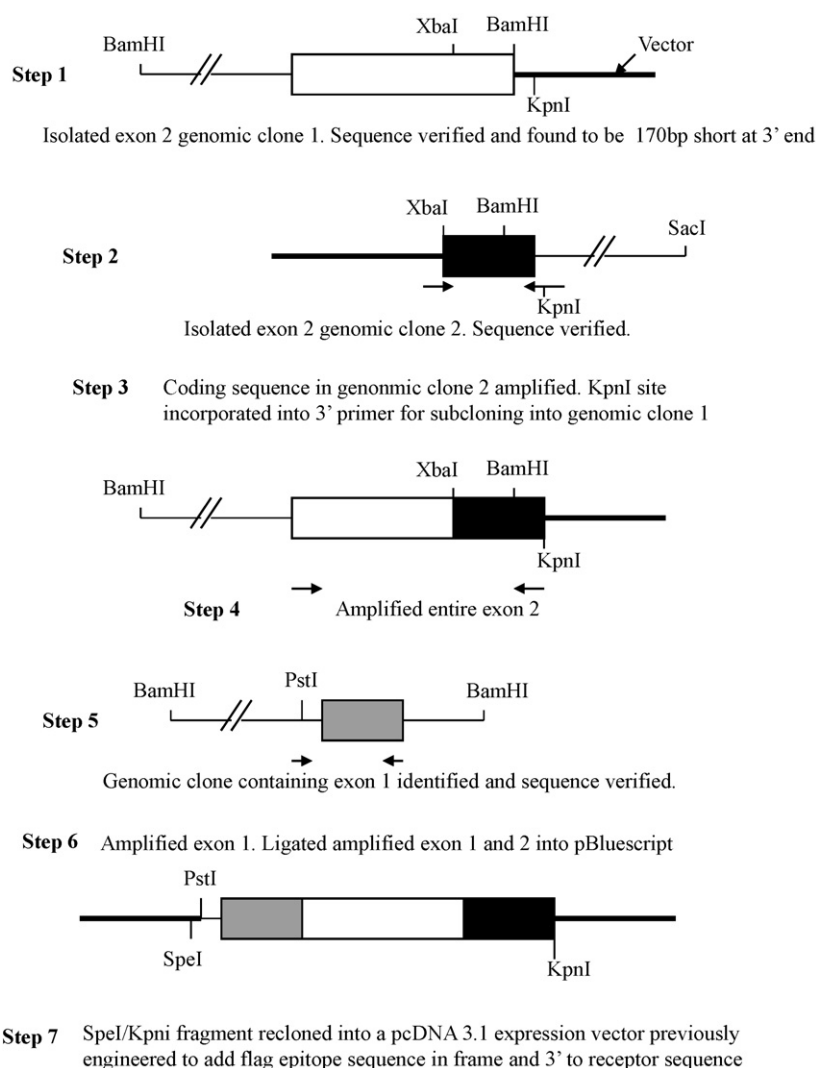 XbaI BamHI
BamHI Vector
Step 1
KpnI
Isolated exon 2 genomic clone 1. Sequence verified and found to be 170bp short at 3’ end
XbaI BamHI
SacI
Step 2
KpnI
Isolated exon 2 genomic clone 2. Sequence verified.
Step 3 Coding sequence in genonmic clone 2 amplified. KpnI site
incorporated into 3’ primer for subcloning into genomic clone 1
XbaI BamHI
BamHI
KpnI
Step 4 Amplified entire exon 2
PstI
BamHI BamHI
Step 5
Genomic clone containing exon 1 identified and sequence verified.
Step 6 Amplified exon 1. Ligated amplified exon 1 and 2 into pBluescript
PstI
SpeI
KpnI
Step 7 SpeI/Kpni fragment recloned into a pcDNA 3.1 expression vector previously
engineered to add flag epitope sequence in frame and 3’ to receptor sequence